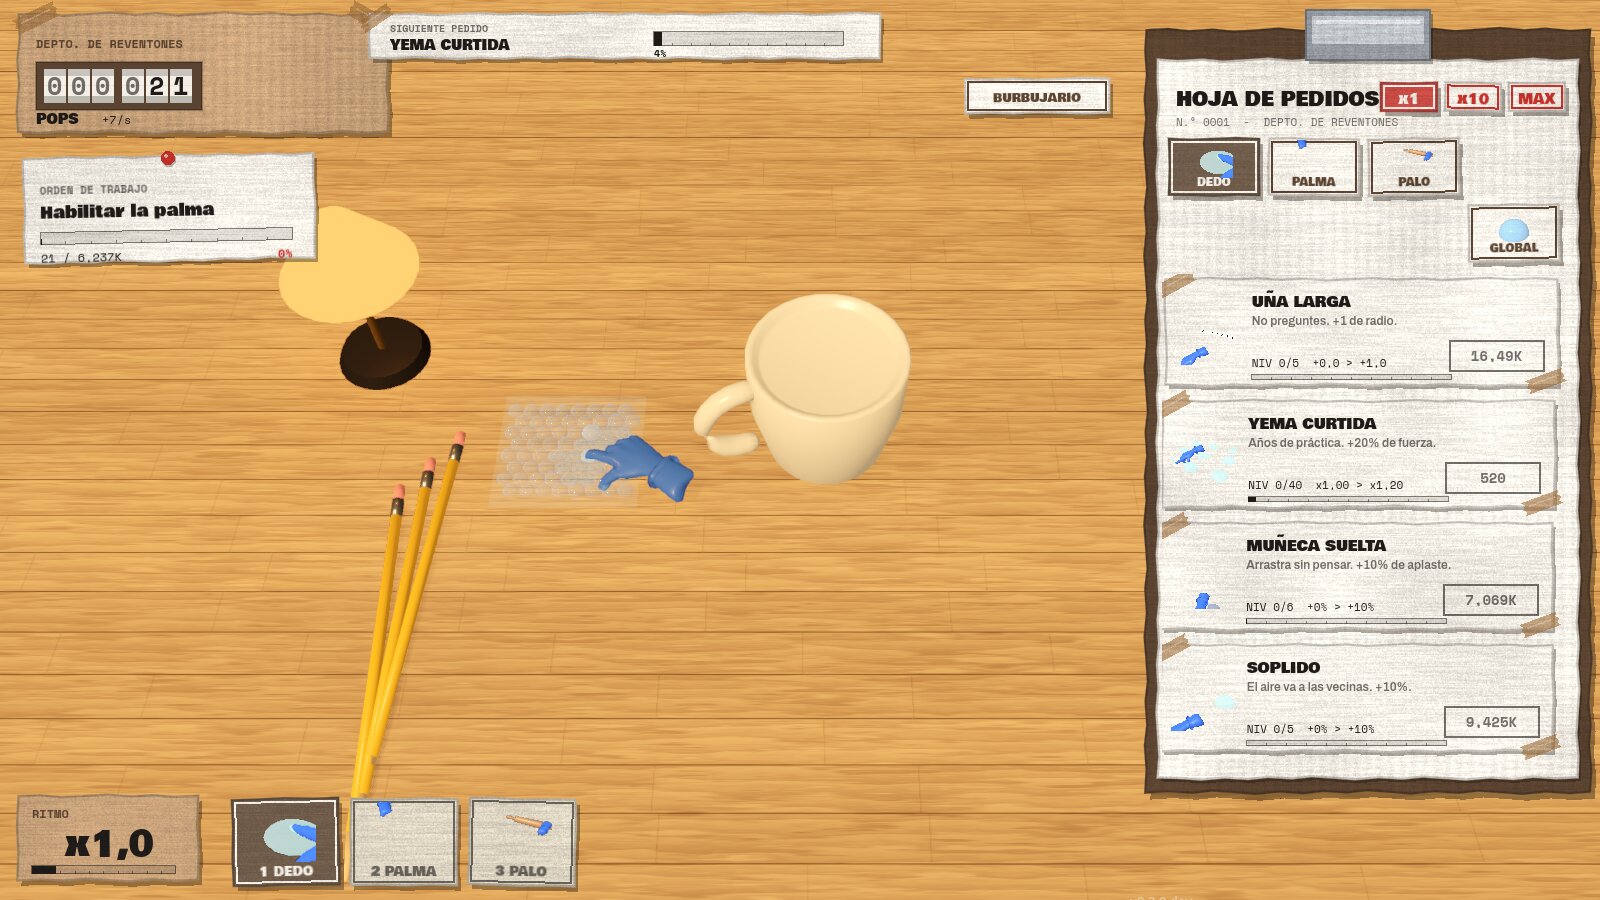 DEPTO. DE REVENTONES
000 021
POPS +7/s
SIGUIENTE PEDIDO
YEMA CURTIDA
4%
BURBUJARIO
ORDEN DE TRABAJO
Habilitar la palma
21 / 6,237K
0%
HOJA DE PEDIDOS
x1
x10
MAX
N.° 0001 - DEPTO. DE REVENTONES
DEDO
PALMA
PALO
GLOBAL
UÑA LARGA
No preguntes. +1 de radio.
NIV 0/5 +0,0 > +1,0
16,49K
YEMA CURTIDA
Años de práctica. +20% de fuerza.
NIV 0/40 x1,00 > x1,20
520
MUÑECA SUELTA
Arrastra sin pensar. +10% de aplaste.
NIV 0/6 +0% > +10%
7,069K
SOPLIDO
El aire va a las vecinas. +10%.
NIV 0/5 +0% > +10%
9,425K
RITMO
x1,0
1 DEDO
2 PALMA
3 PALO